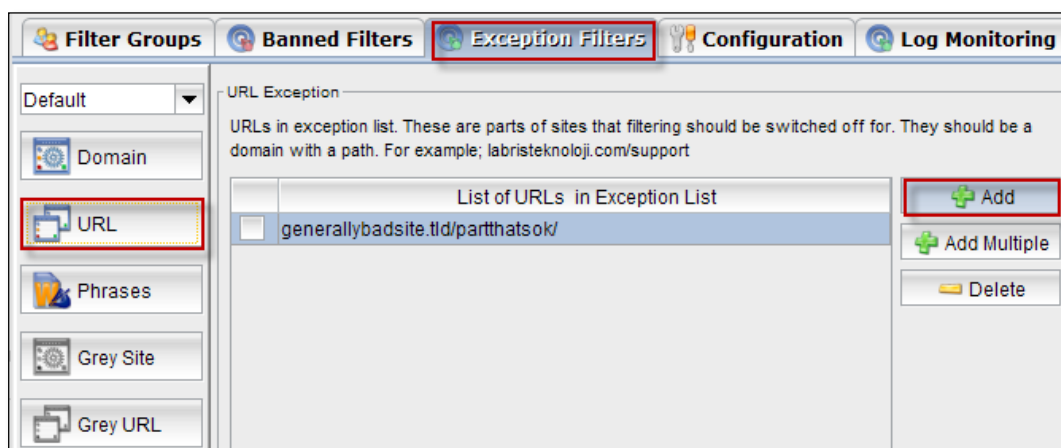 Filter Groups
Banned Filters
Exception Filters
Configuration
Log Monitoring
Default
Domain
URL
Phrases
Grey Site
Grey URL
URL Exception
URLs in exception list. These are parts of sites that filtering should be switched off for. They should be a
domain with a path. For example; labristeknoloji.com/support
List of URLs in Exception List
generallybadsite.tld/partthatsok/
Add
Add Multiple
Delete